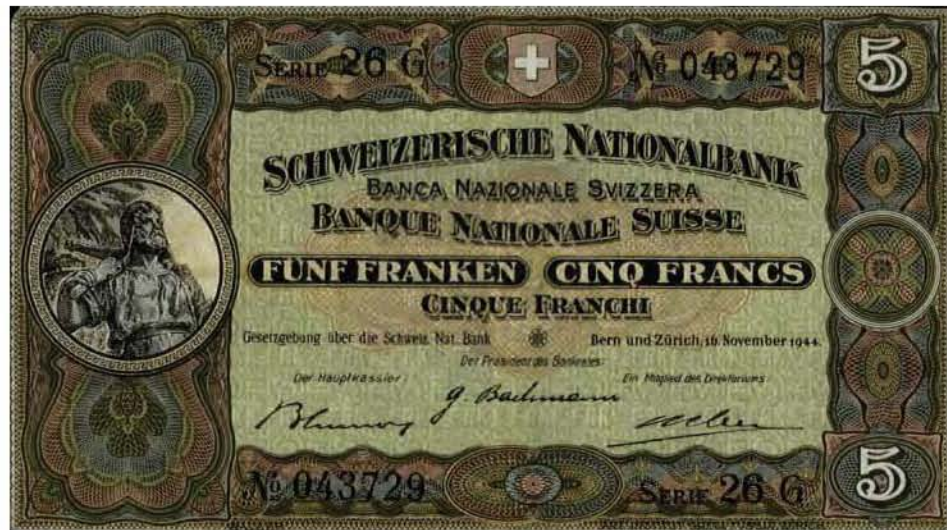 SERIE 26 G № 043729 5
SCHWEIZERISCHE NATIONALBANK
BANCA NAZIONALE SVIZZERA
BANQUE NATIONALE SUISSE
FÜNF FRANKEN CINQ FRANCS
CINQUE FRANCHI
Gesetzgebung über die Schweiz. Nat. Bank Bern und Zürich, 16. November 1944.
Der Präsident des Bankrates:
Der Hauptkassier: Ein Mitglied des Direktoriums
G. Bachmann
№ 043729 SERIE 26 G 5